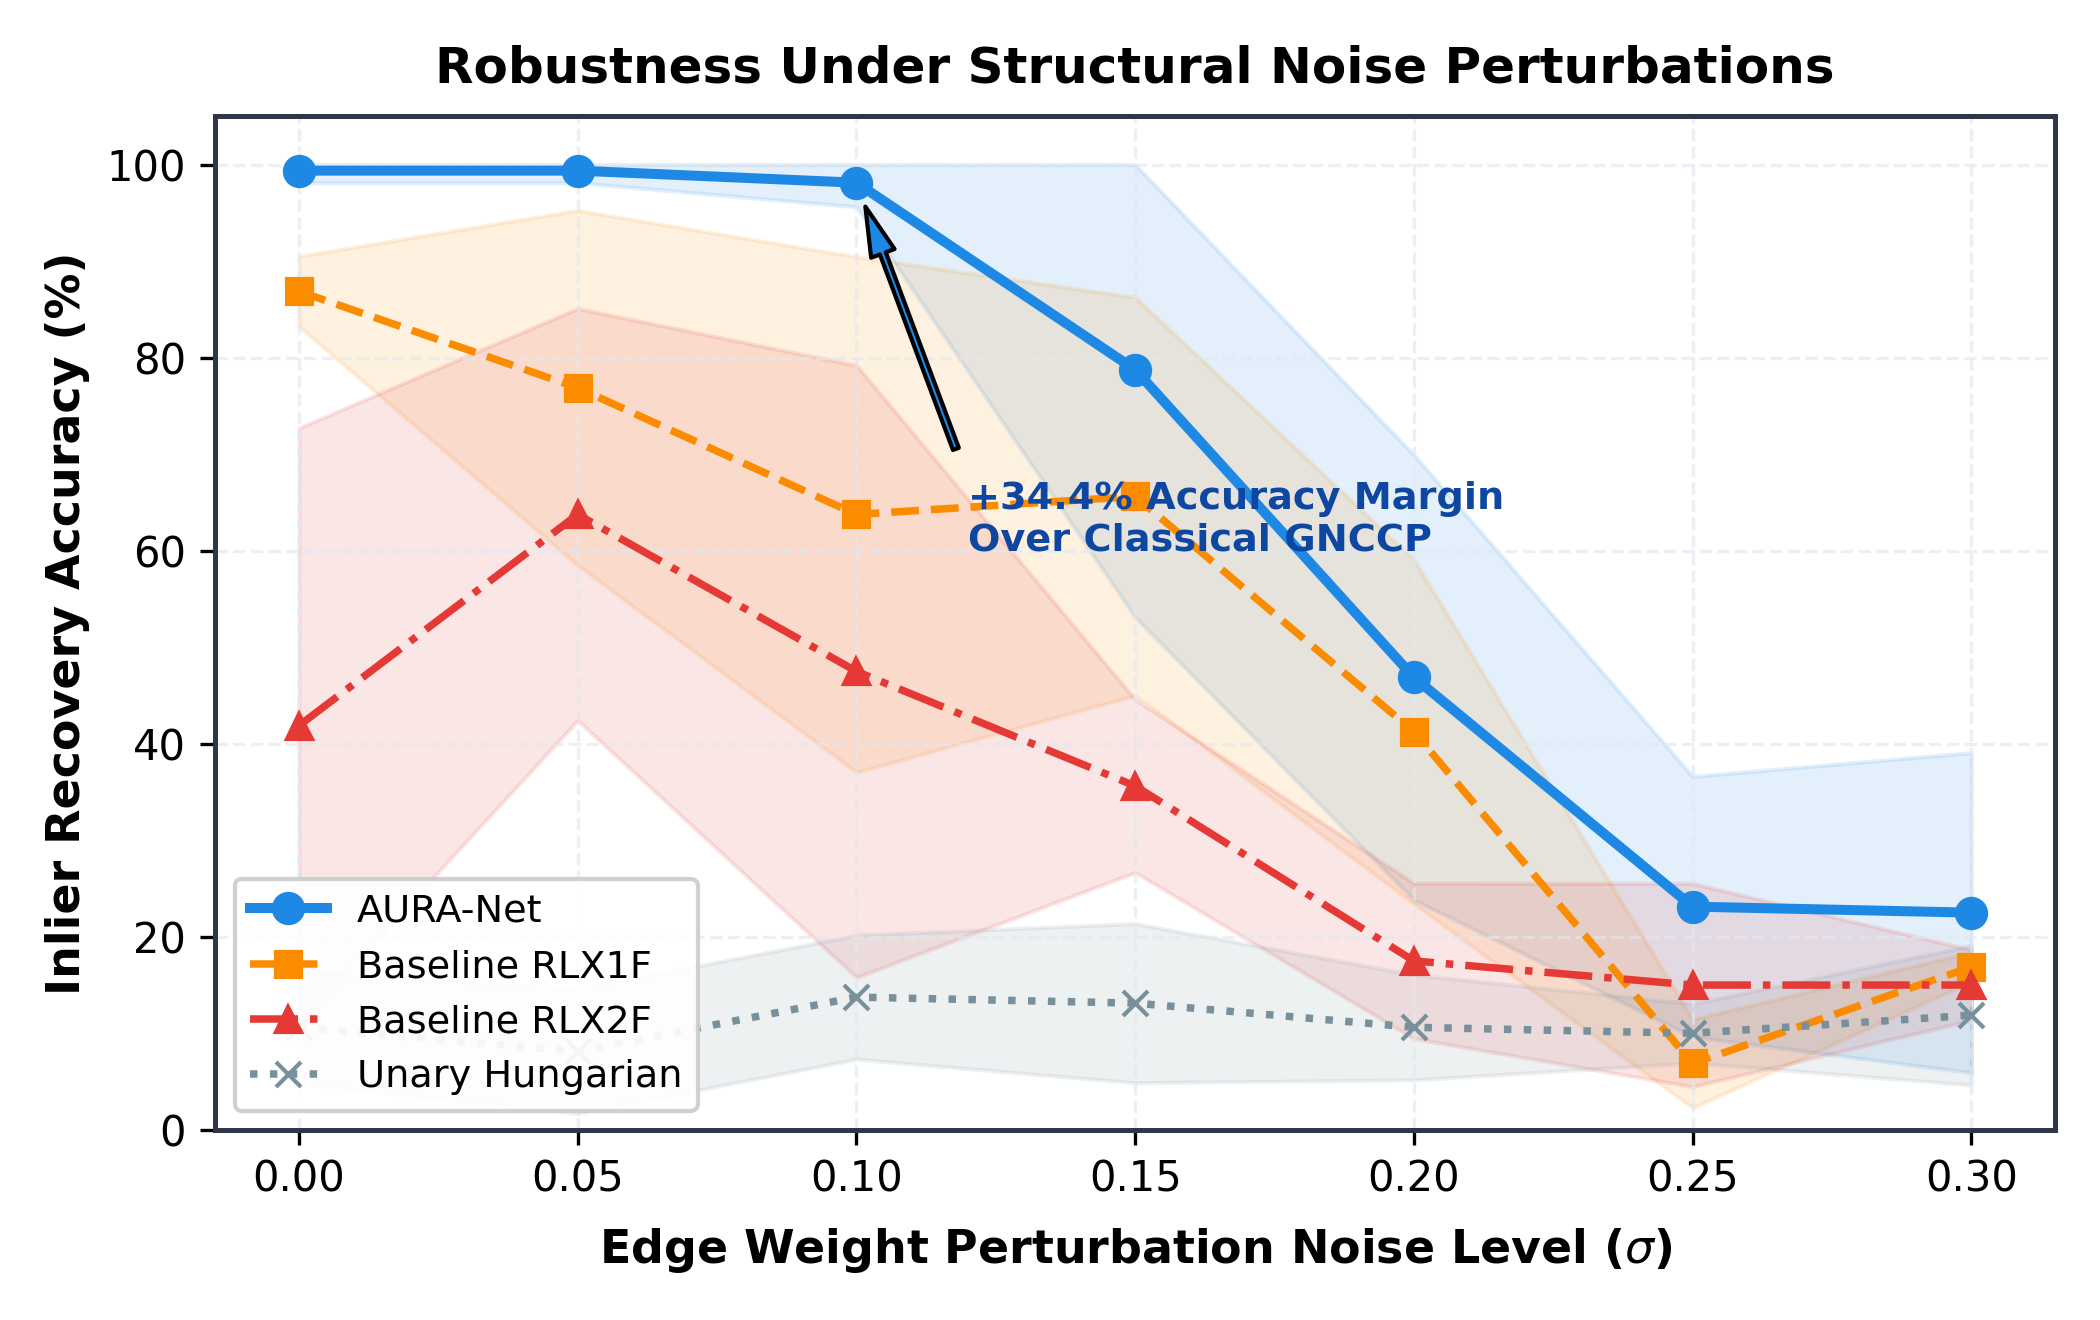 Robustness Under Structural Noise Perturbations
Inlier Recovery Accuracy (%)
100
80
60
40
20
0
+34.4% Accuracy Margin
Over Classical GNCCP
AURA-Net
Baseline RLX1F
Baseline RLX2F
Unary Hungarian
0.00 0.05 0.10 0.15 0.20 0.25 0.30
Edge Weight Perturbation Noise Level (σ)